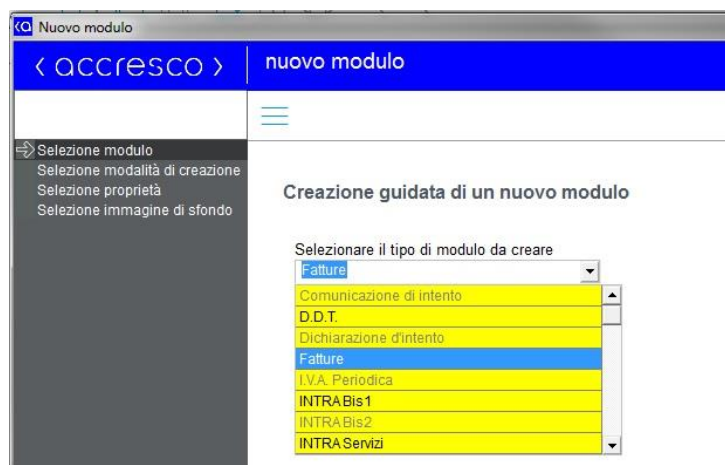 Nuovo modulo
‹ accresco ›
nuovo modulo
Selezione modulo
Selezione modalità di creazione
Selezione proprietà
Selezione immagine di sfondo
Creazione guidata di un nuovo modulo
Selezionare il tipo di modulo da creare
Fatture
Comunicazione di intento
D.D.T.
Dichiarazione d'intento
Fatture
I.V.A. Periodica
INTRA Bis1
INTRA Bis2
INTRA Servizi